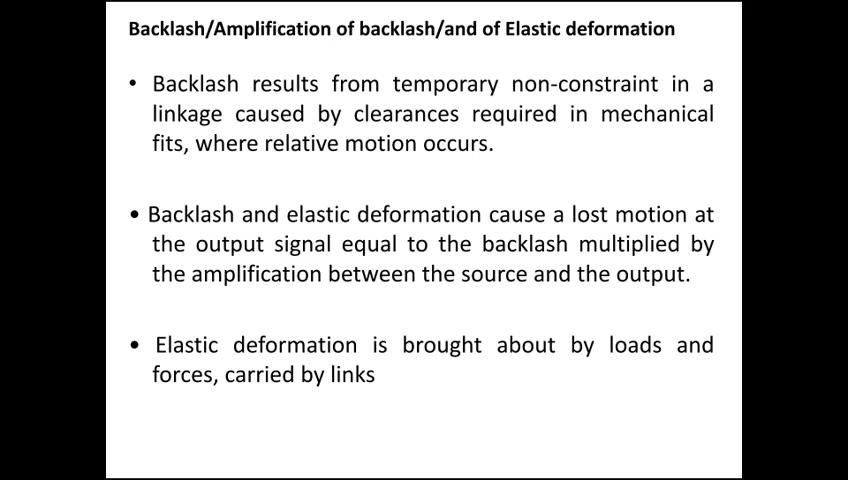 Backlash/Amplification of backlash/and of Elastic deformation
• Backlash results from temporary non-constraint in a
linkage caused by clearances required in mechanical
fits, where relative motion occurs.
• Backlash and elastic deformation cause a lost motion at
the output signal equal to the backlash multiplied by
the amplification between the source and the output.
• Elastic deformation is brought about by loads and
forces, carried by links